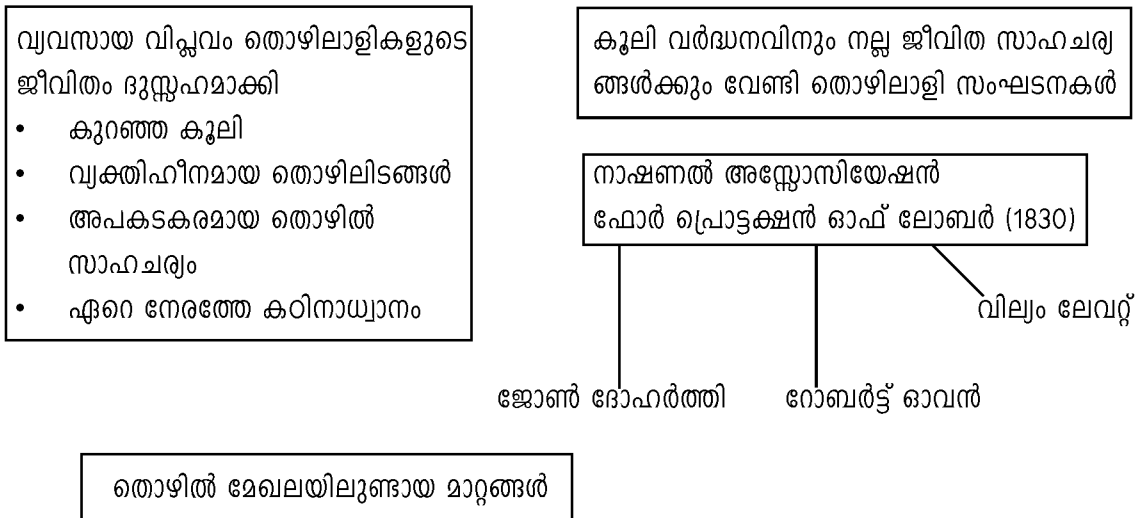 വ്യവസായ വിപ്ലവം തൊഴിലാളികളുടെ
ജീവിതം ദുസ്സഹമാക്കി
• കുറഞ്ഞ കൂലി
• വ്യക്തിഹീനമായ തൊഴിലിടങ്ങൾ
• അപകടകരമായ തൊഴിൽ
സാഹചര്യം
• ഏറെ നേരത്തേ കഠിനാധ്വാനം
കൂലി വർദ്ധനവിനും നല്ല ജീവിത സാഹചര്യ
ങ്ങൾക്കും വേണ്ടി തൊഴിലാളി സംഘടനകൾ
നാഷണൽ അസ്സോസിയേഷൻ
ഫോർ പ്രൊട്ടക്ഷൻ ഓഫ് ലോബർ (1830)
വില്യം ലേവറ്റ്
ജോൺ ദോഹർത്തി
റോബർട്ട് ഓവൻ
തൊഴിൽ മേഖലയിലുണ്ടായ മാറ്റങ്ങൾ